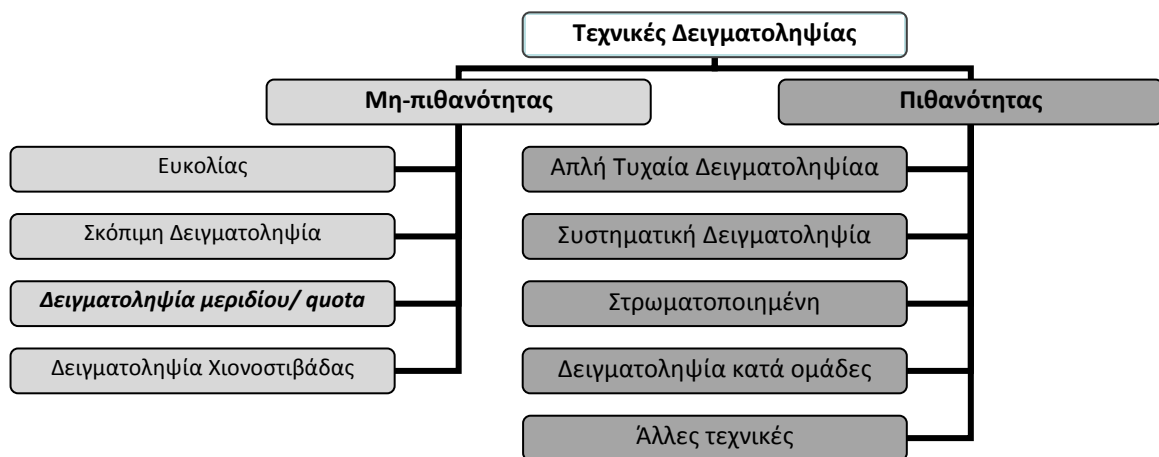 Τεχνικές Δειγματοληψίας
Μη-πιθανότητας
Ευκολίας
Σκόπιμη Δειγματοληψία
Δειγματοληψία μεριδίου/ quota
Δειγματοληψία Χιονοστιβάδας
Πιθανότητας
Απλή Τυχαία Δειγματοληψίαα
Συστηματική Δειγματοληψία
Στρωματοποιημένη
Δειγματοληψία κατά ομάδες
Άλλες τεχνικές